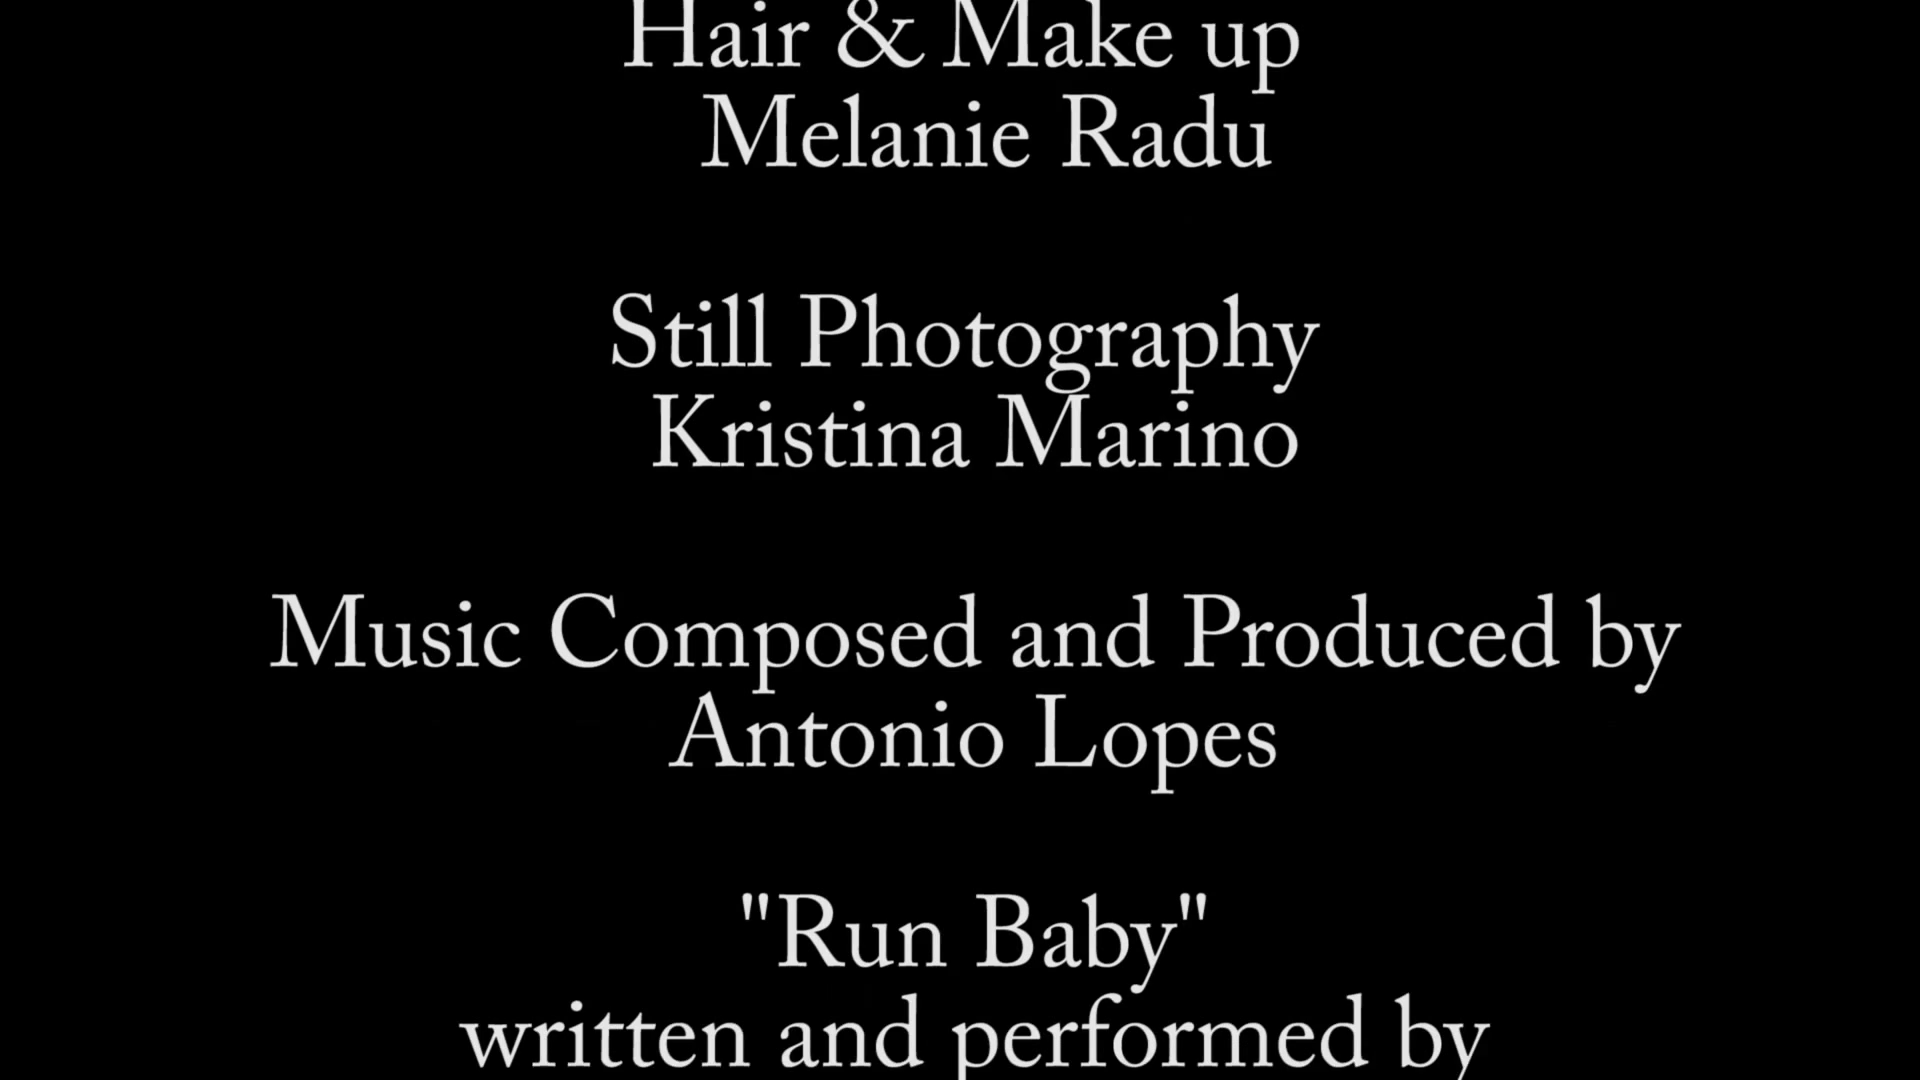 Hair & Make up
Melanie Radu
Still Photography
Kristina Marino
Music Composed and Produced by
Antonio Lopes
"Run Baby"
written and performed by